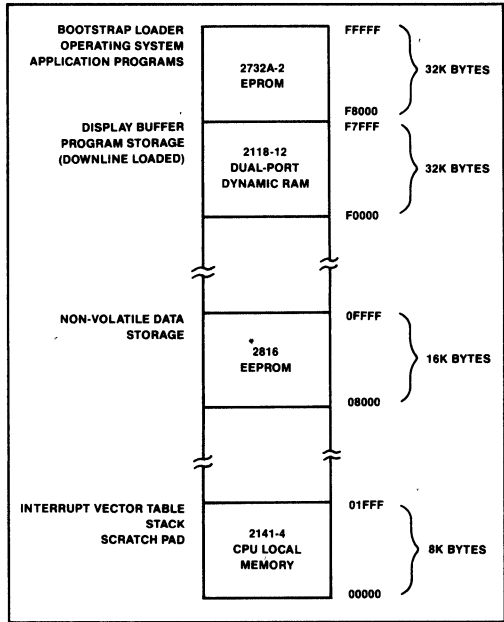 BOOTSTRAP LOADER
OPERATING SYSTEM
APPLICATION PROGRAMS
FFFFF
2732A-2
EPROM
32K BYTES
F8000
DISPLAY BUFFER
PROGRAM STORAGE
(DOWNLINE LOADED)
F7FFF
2118-12
DUAL-PORT
DYNAMIC RAM
32K BYTES
F0000
NON-VOLATILE DATA
STORAGE
0FFFF
2816
EEPROM
16K BYTES
08000
INTERRUPT VECTOR TABLE
STACK
SCRATCH PAD
01FFF
2141-4
CPU LOCAL
MEMORY
8K BYTES
00000